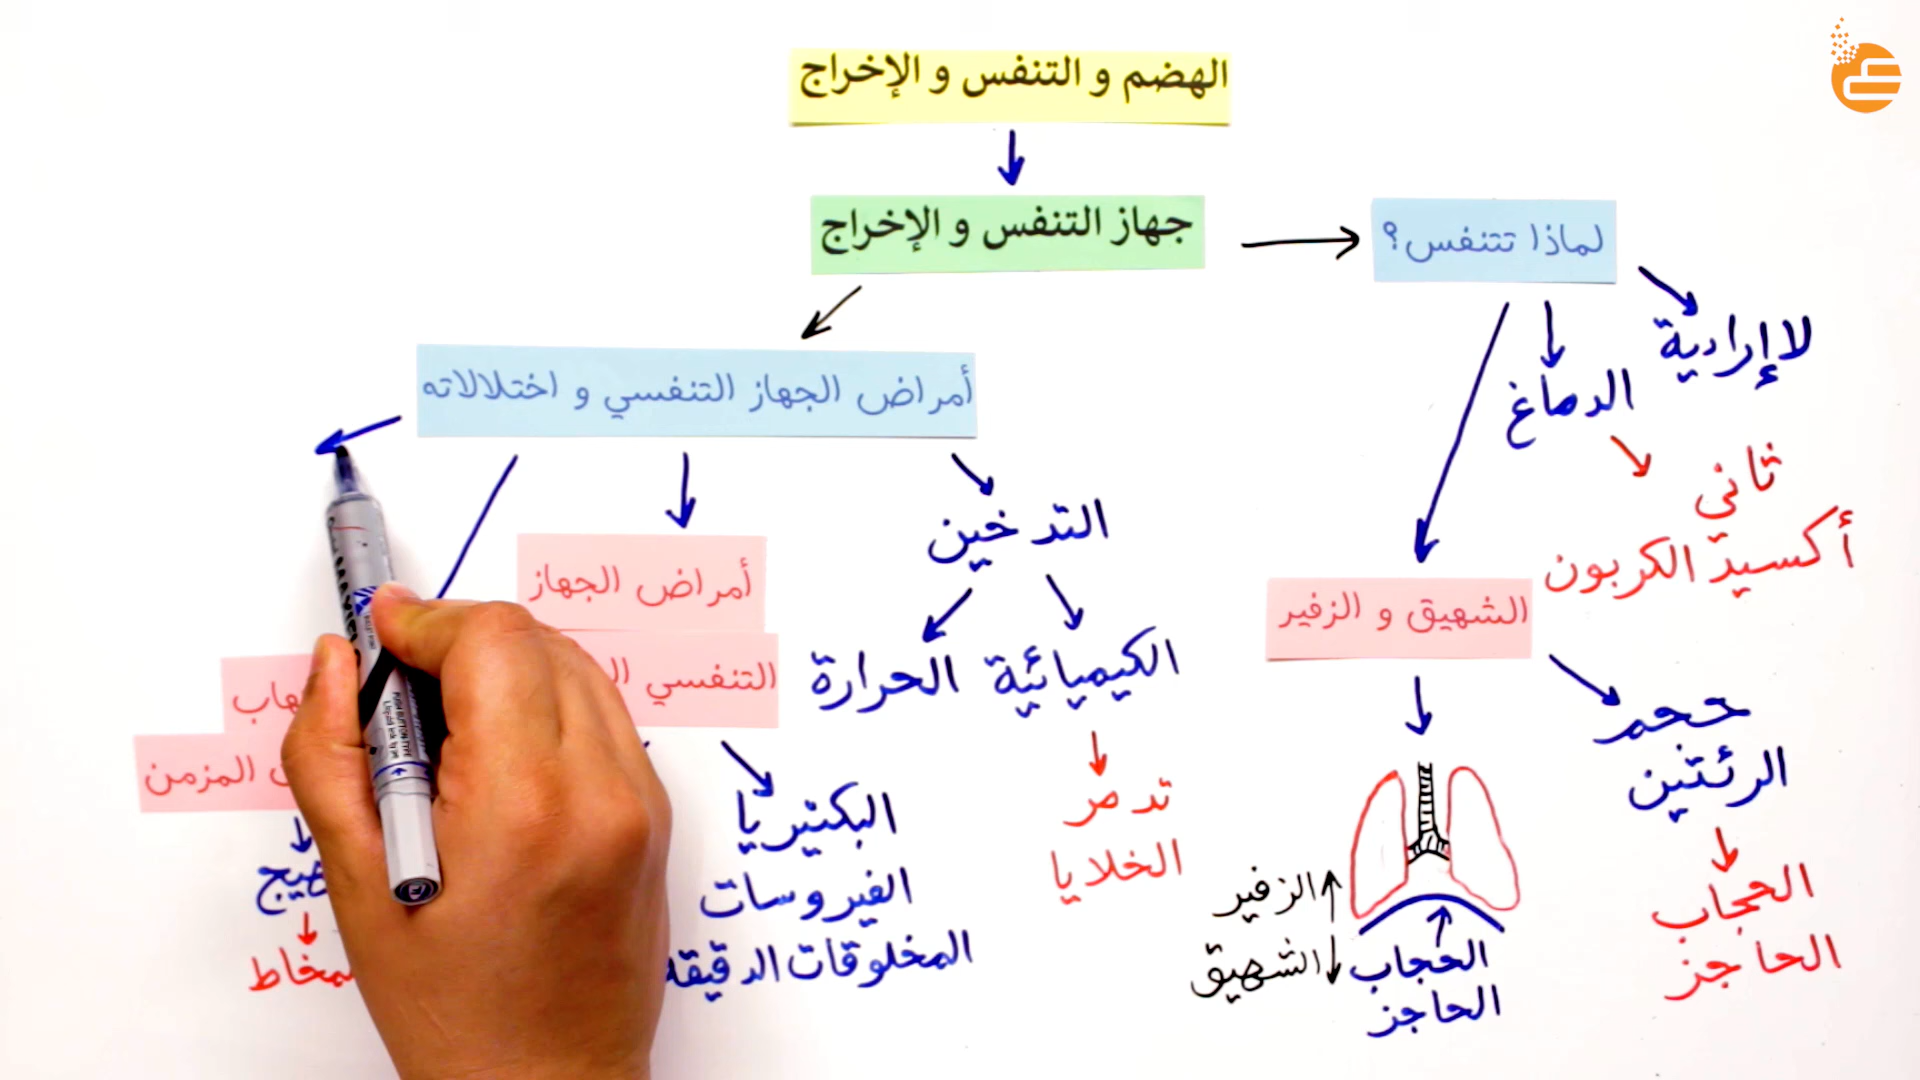 الهضم و التنفس و الإخراج
جهاز التنفس و الإخراج
لماذا تتنفس؟
لاإرادية
الدماغ
ثاني
أكسيد الكربون
الشهيق و الزفير
حجم
الرئتين
الحجاب
الحاجز
الزفير
الشهيق
الحجاب
الحاجز
أمراض الجهاز التنفسي و اختلالاته
التدخين
الكيميائية
الحرارة
تدمر
الخلايا
أمراض الجهاز
التنفسي
البكتيريا
الفيروسات
المخلوقات الدقيقه
المزمن